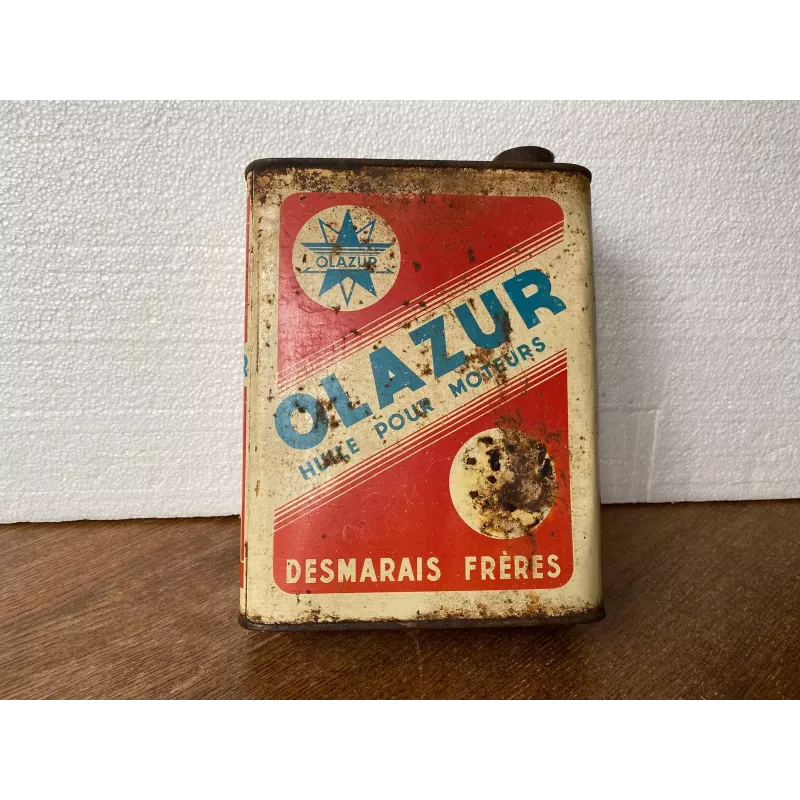 OLAZUR
OLAZUR
HUILE POUR MOTEURS
DESMARAIS FRÈRES
R